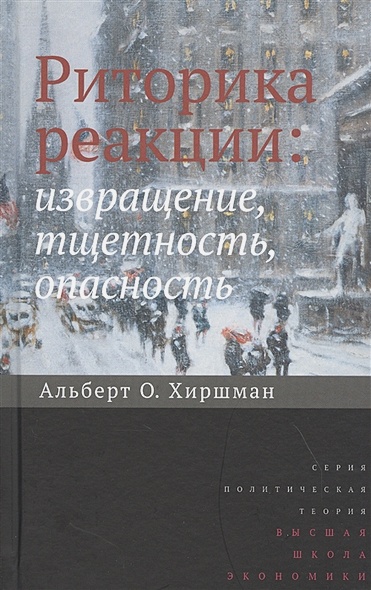 Риторика
реакции:
извращение,
тщетность,
опасность
Альберт О. Хиршман
СЕРИЯ
ПОЛИТИЧЕСКАЯ
ТЕОРИЯ
ВЫСШАЯ
ШКОЛА
ЭКОНОМИКИ